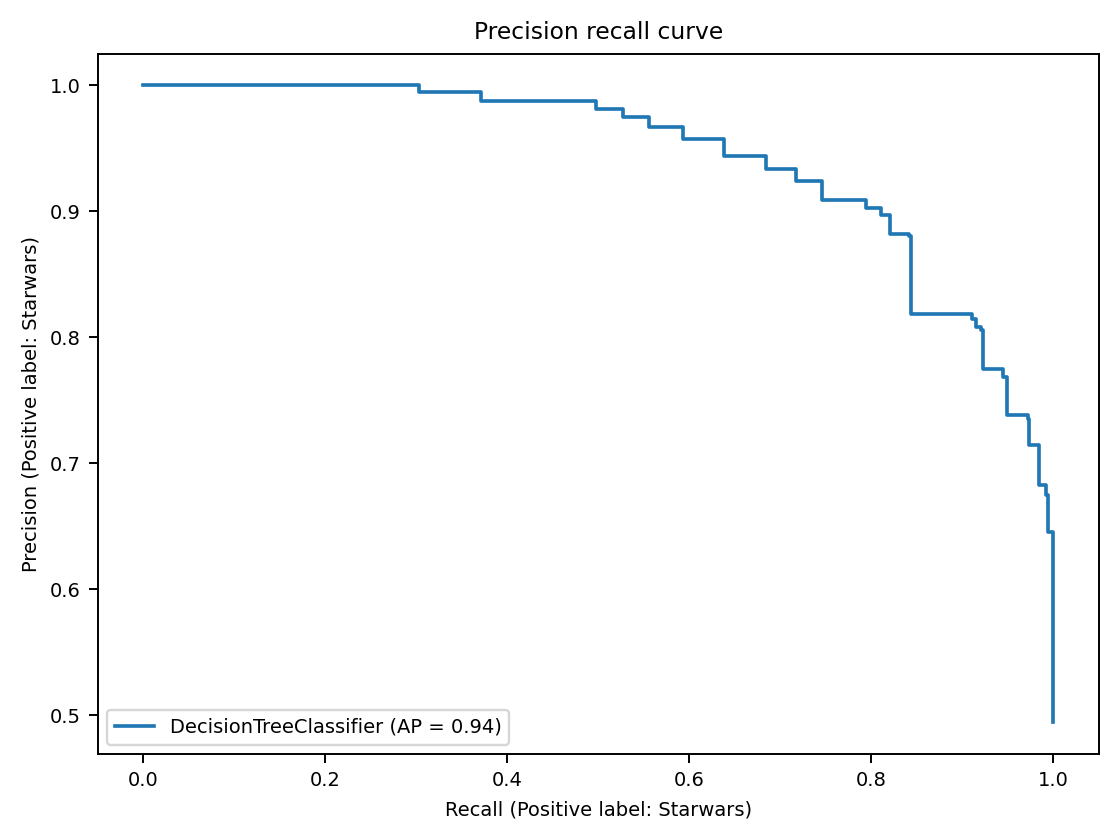 Precision recall curve
Precision (Positive label: Starwars)
1.0
0.9
0.8
0.7
0.6
0.5
DecisionTreeClassifier (AP = 0.94)
0.0 0.2 0.4 0.6 0.8 1.0
Recall (Positive label: Starwars)